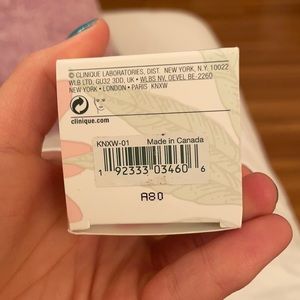 © CLINIQUE LABORATORIES, DIST. NEW YORK, N.Y. 10022
WLB LTD, GU32 3DD, UK • WLBS NV, OEVEL BE-2260
NEW YORK • LONDON • PARIS KNXW
clinique.com
KNXW-01 Made in Canada
1 92333 03460 6
A80